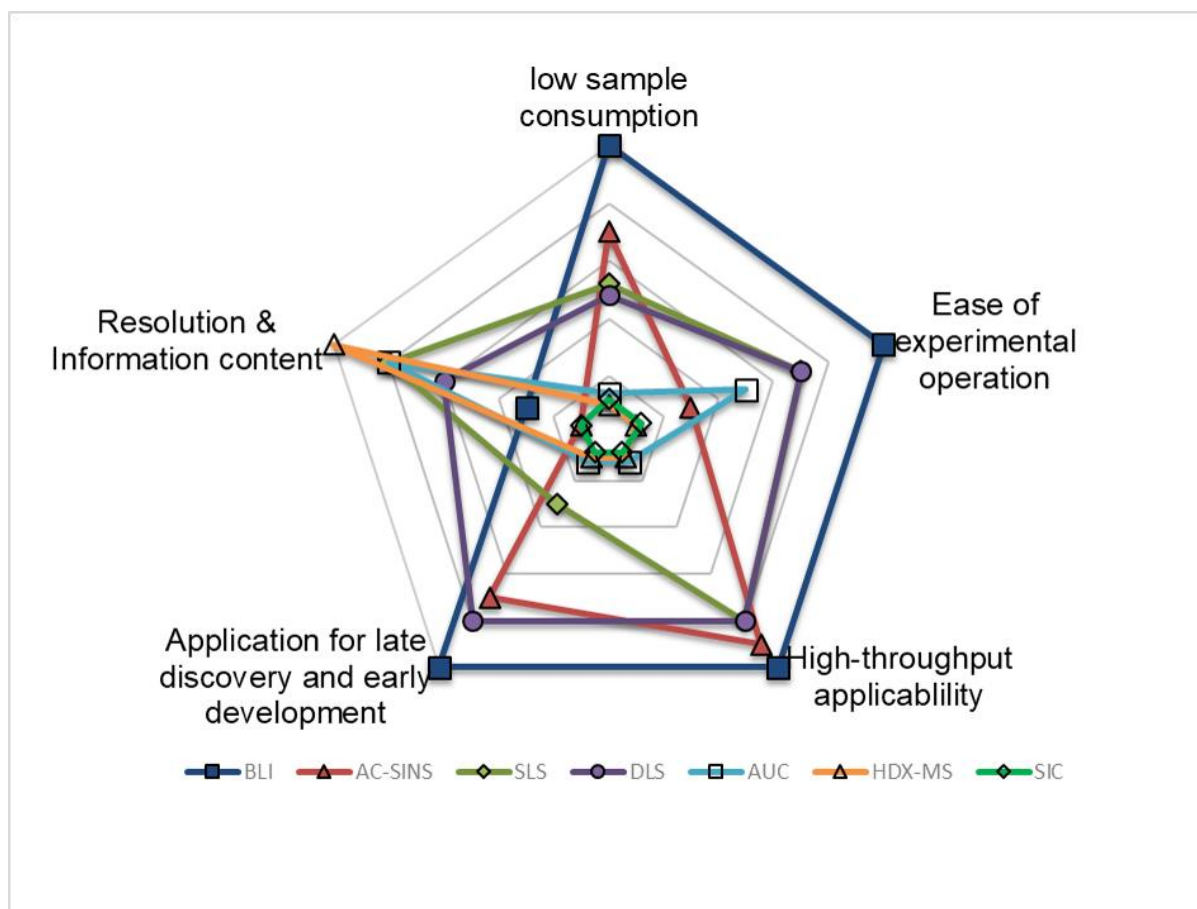 low sample
consumption
Ease of
experimental
operation
Resolution &
Information content
Application for late
discovery and early
development
High-throughput
applicablility
BLI AC-SINS SLS DLS AUC HDX-MS SIC